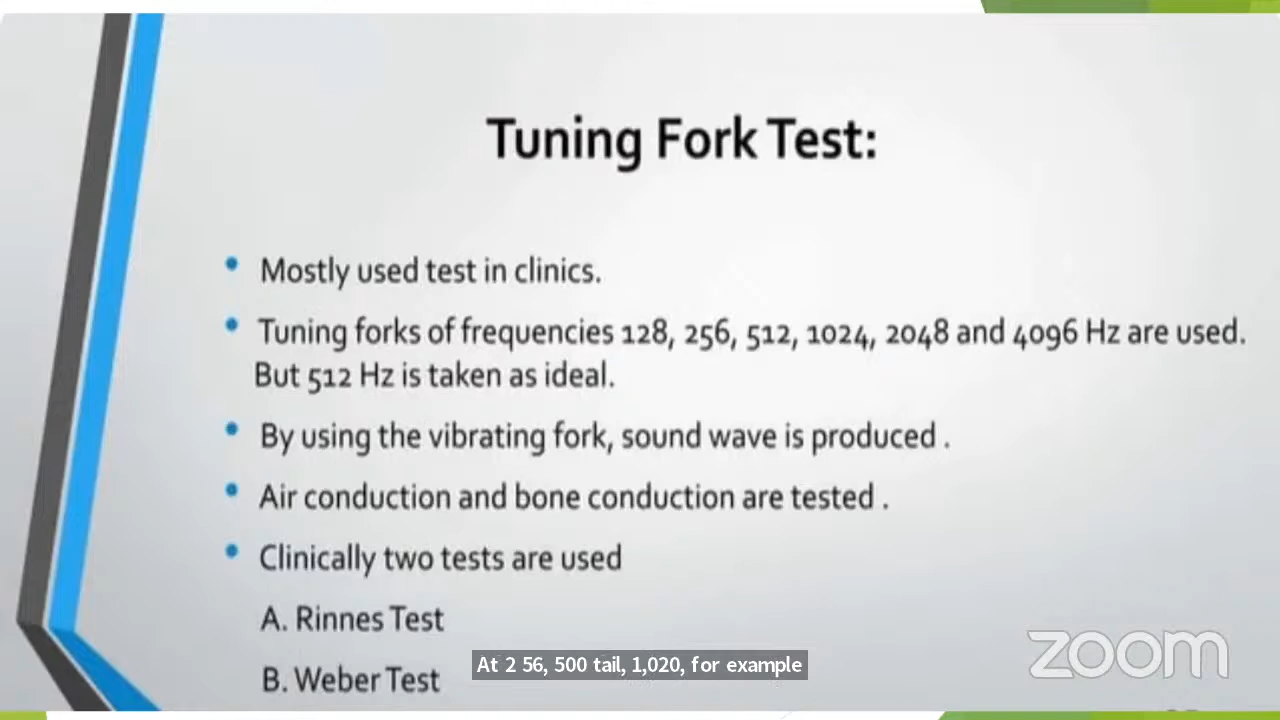 Tuning Fork Test:
• Mostly used test in clinics.
• Tuning forks of frequencies 128, 256, 512, 1024, 2048 and 4096 Hz are used.
But 512 Hz is taken as ideal.
• By using the vibrating fork, sound wave is produced .
• Air conduction and bone conduction are tested .
• Clinically two tests are used
A. Rinnes Test
B. Weber Test
At 2 56, 500 tail, 1,020, for example
zoom